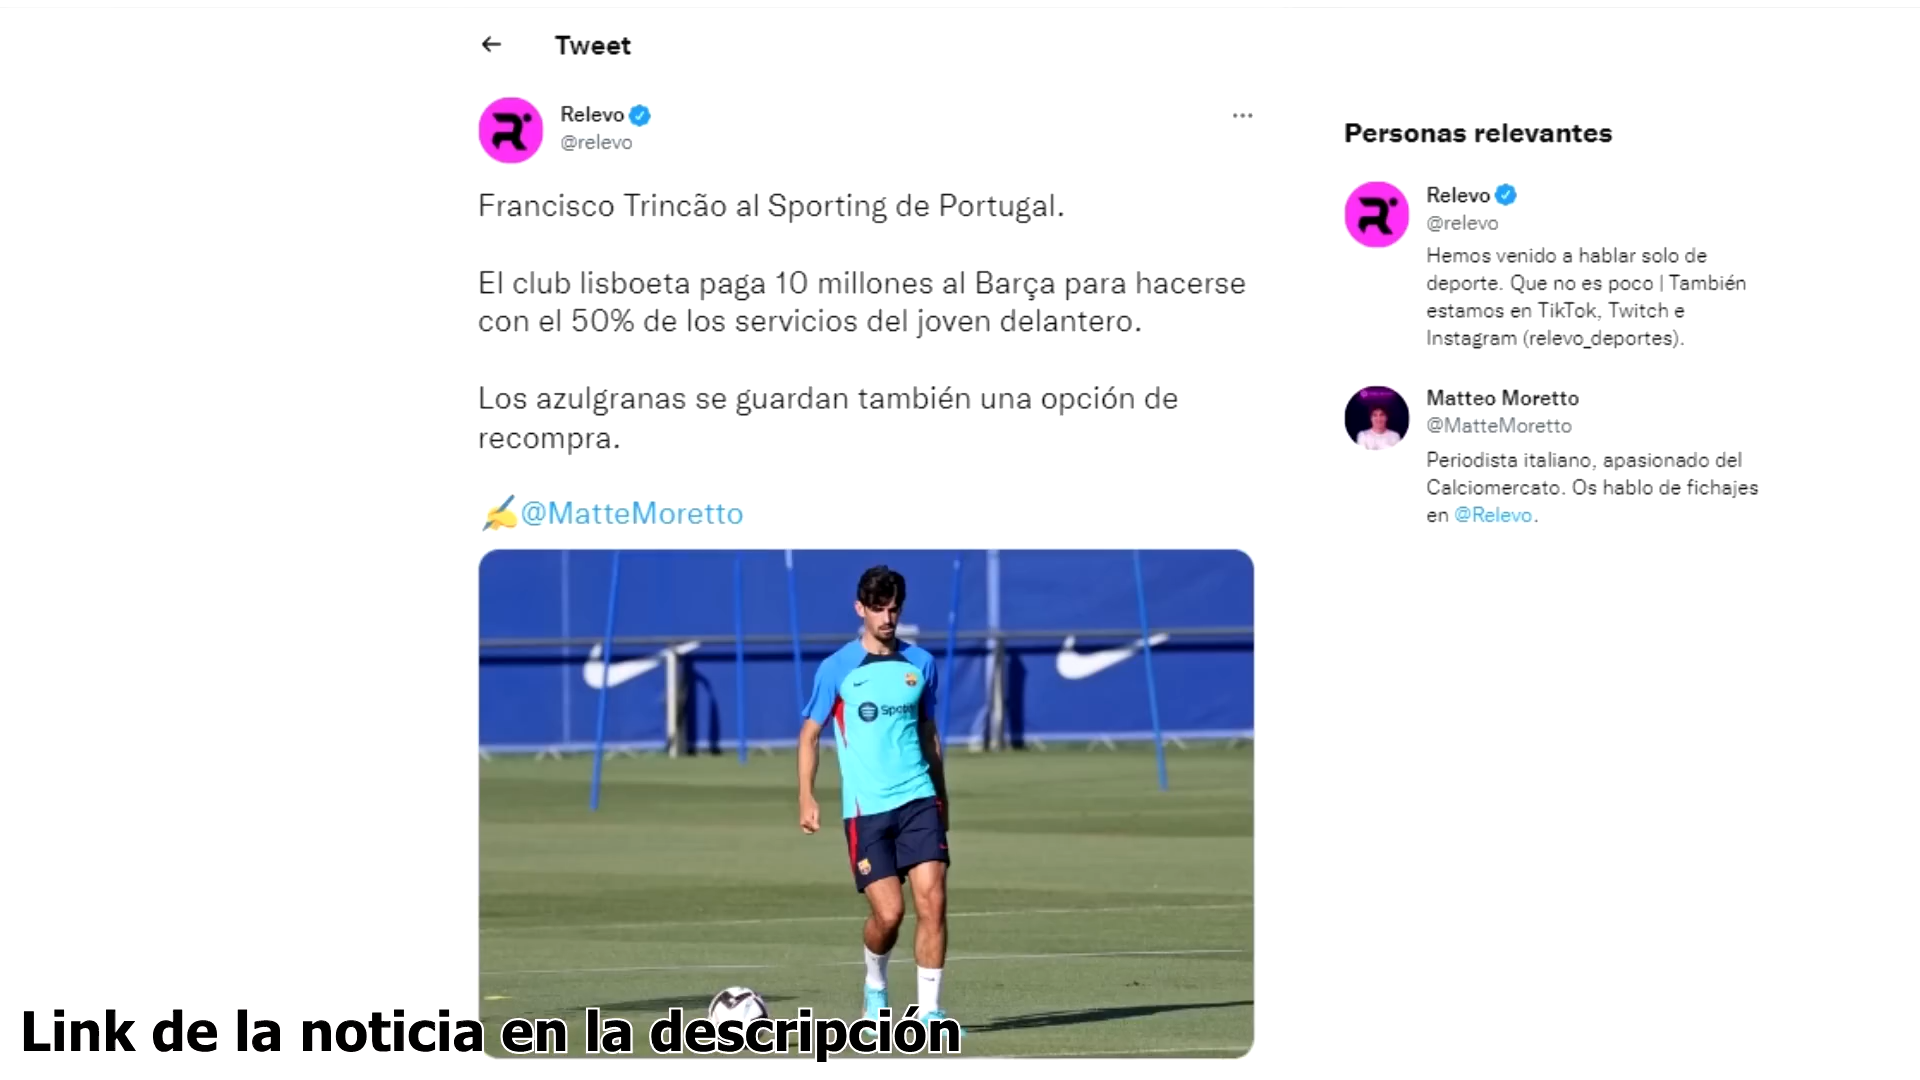 Tweet
Relevo
@relevo
Francisco Trincão al Sporting de Portugal.
El club lisboeta paga 10 millones al Barça para hacerse
con el 50% de los servicios del joven delantero.
Los azulgranas se guardan también una opción de
recompra.
@MatteMoretto
Personas relevantes
Relevo
@relevo
Hemos venido a hablar solo de
deporte. Que no es poco | También
estamos en TikTok, Twitch e
Instagram (relevo_deportes).
Matteo Moretto
@MatteMoretto
Periodista italiano, apasionado del
Calciomercato. Os hablo de fichajes
en @Relevo.
Link de la noticia en la descripción